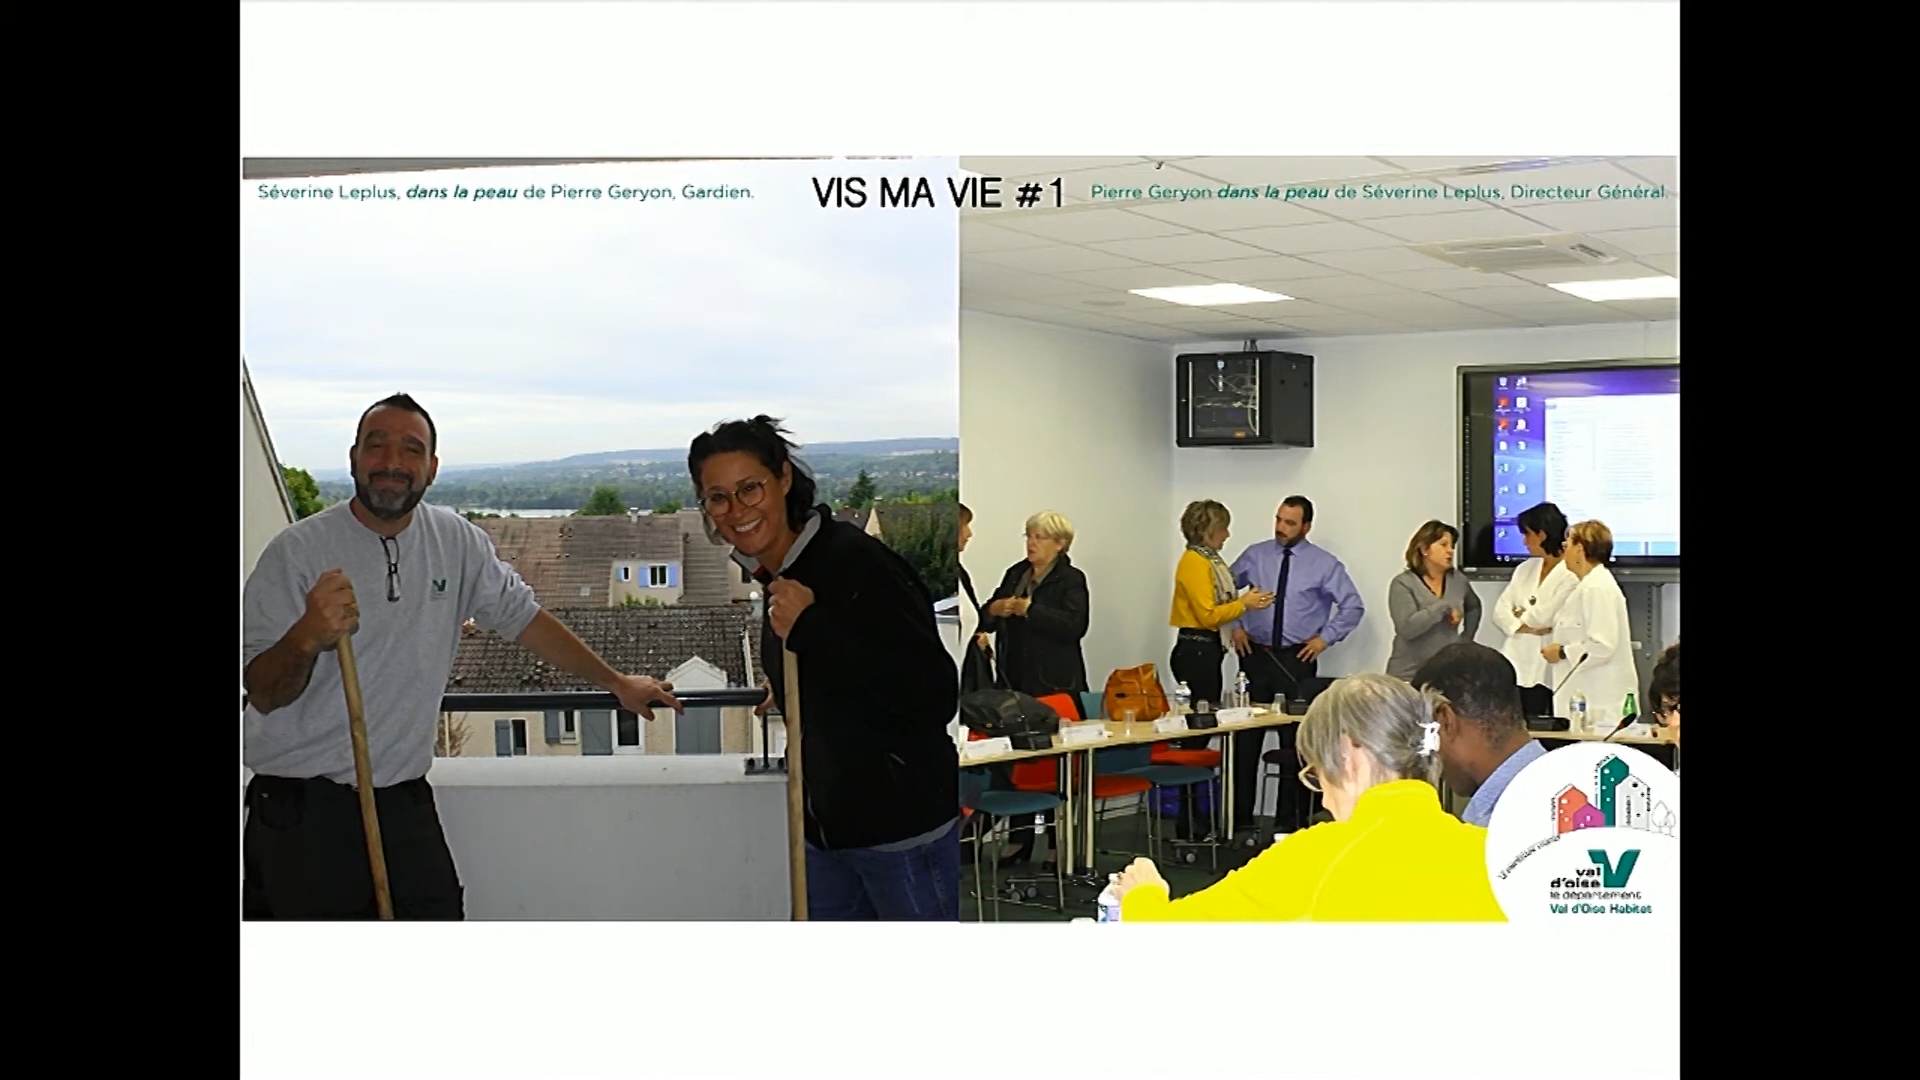 Séverine Leplus, dans la peau de Pierre Geryon, Gardien.
VIS MA VIE #1
Pierre Geryon dans la peau de Séverine Leplus, Directeur Général.
val
d'oise
le département
Val d'Oise Habitat